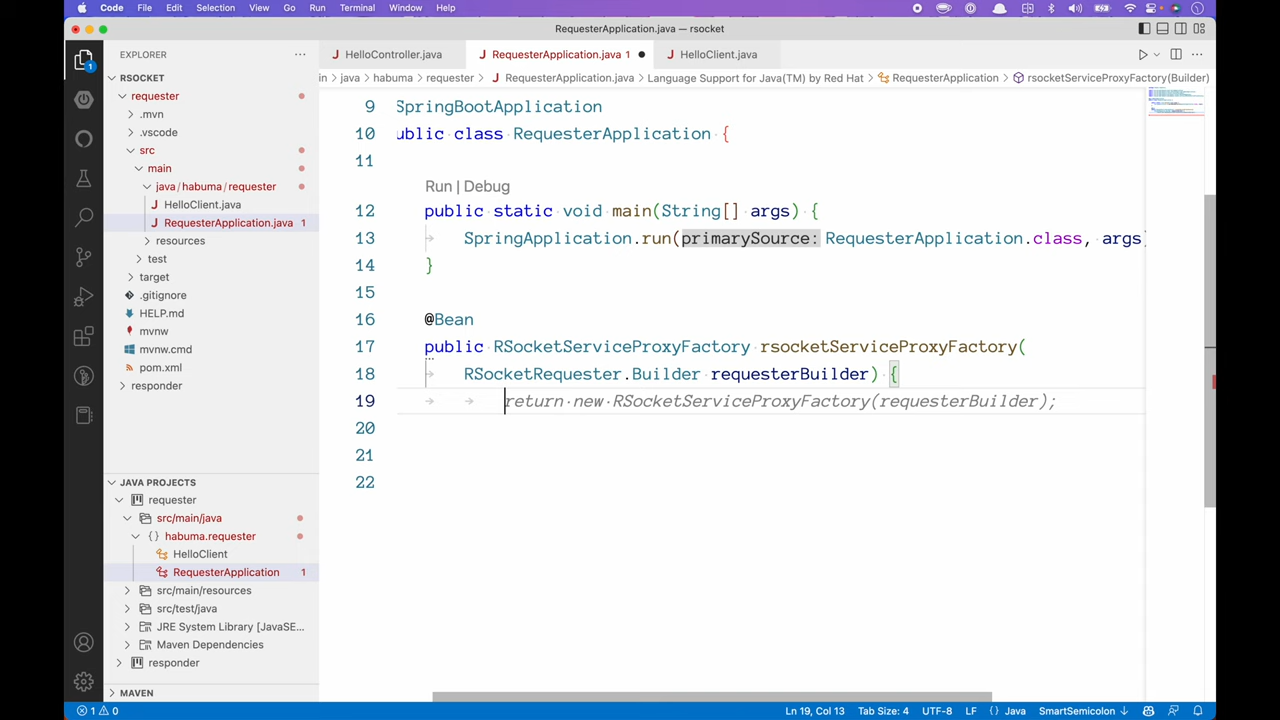 Code File Edit Selection View Go Run Terminal Window Help
RequesterApplication.java — rsocket
EXPLORER
RSOCKET
requester
.mvn
.vscode
src
main
java/habuma/requester
HelloClient.java
RequesterApplication.java 1
resources
test
target
.gitignore
HELP.md
mvnw
mvnw.cmd
pom.xml
responder
JAVA PROJECTS
requester
src/main/java
habuma.requester
HelloClient
RequesterApplication 1
src/main/resources
src/test/java
JRE System Library [JavaSE...
Maven Dependencies
responder
MAVEN
HelloController.java RequesterApplication.java 1 HelloClient.java
in › java › habuma › requester › RequesterApplication.java › Language Support for Java(TM) by Red Hat › RequesterApplication › rsocketServiceProxyFactory(Builder)
9 SpringBootApplication
10 ublic class RequesterApplication {
11
Run | Debug
12 public static void main(String[] args) {
13 SpringApplication.run(primarySource: RequesterApplication.class, args)
14 }
15
16 @Bean
17 public RSocketServiceProxyFactory rsocketServiceProxyFactory(
18 RSocketRequester.Builder requesterBuilder) {
19 return new RSocketServiceProxyFactory(requesterBuilder);
20
21
22
1 0 Ln 19, Col 13 Tab Size: 4 UTF-8 LF {} Java SmartSemicolon